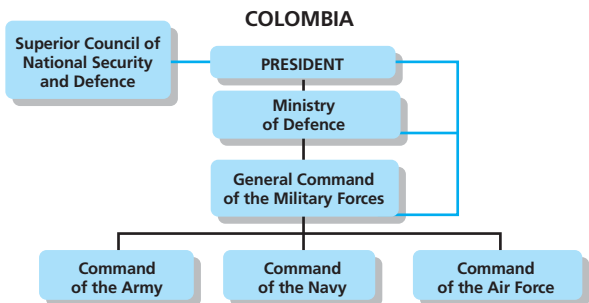 COLOMBIA
Superior Council of
National Security
and Defence
PRESIDENT
Ministry
of Defence
General Command
of the Military Forces
Command
of the Army
Command
of the Navy
Command
of the Air Force